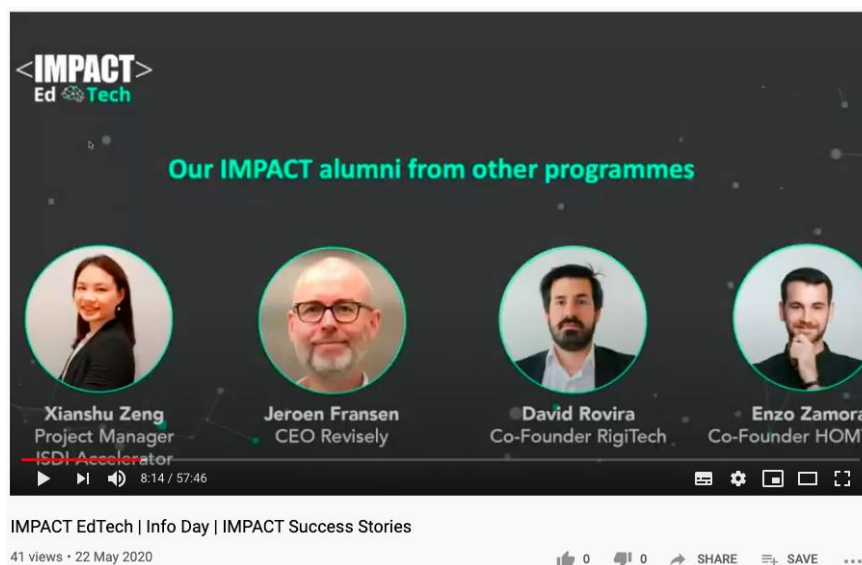 <IMPACT>
Ed Tech
Our IMPACT alumni from other programmes
Xianshu Zeng
Project Manager
ISDI Accelerator
Jeroen Fransen
CEO Revisely
David Rovira
Co-Founder RigiTech
Enzo Zamora
Co-Founder HOM
8:14 / 57:46
IMPACT EdTech | Info Day | IMPACT Success Stories
41 views • 22 May 2020
0
0
SHARE
SAVE